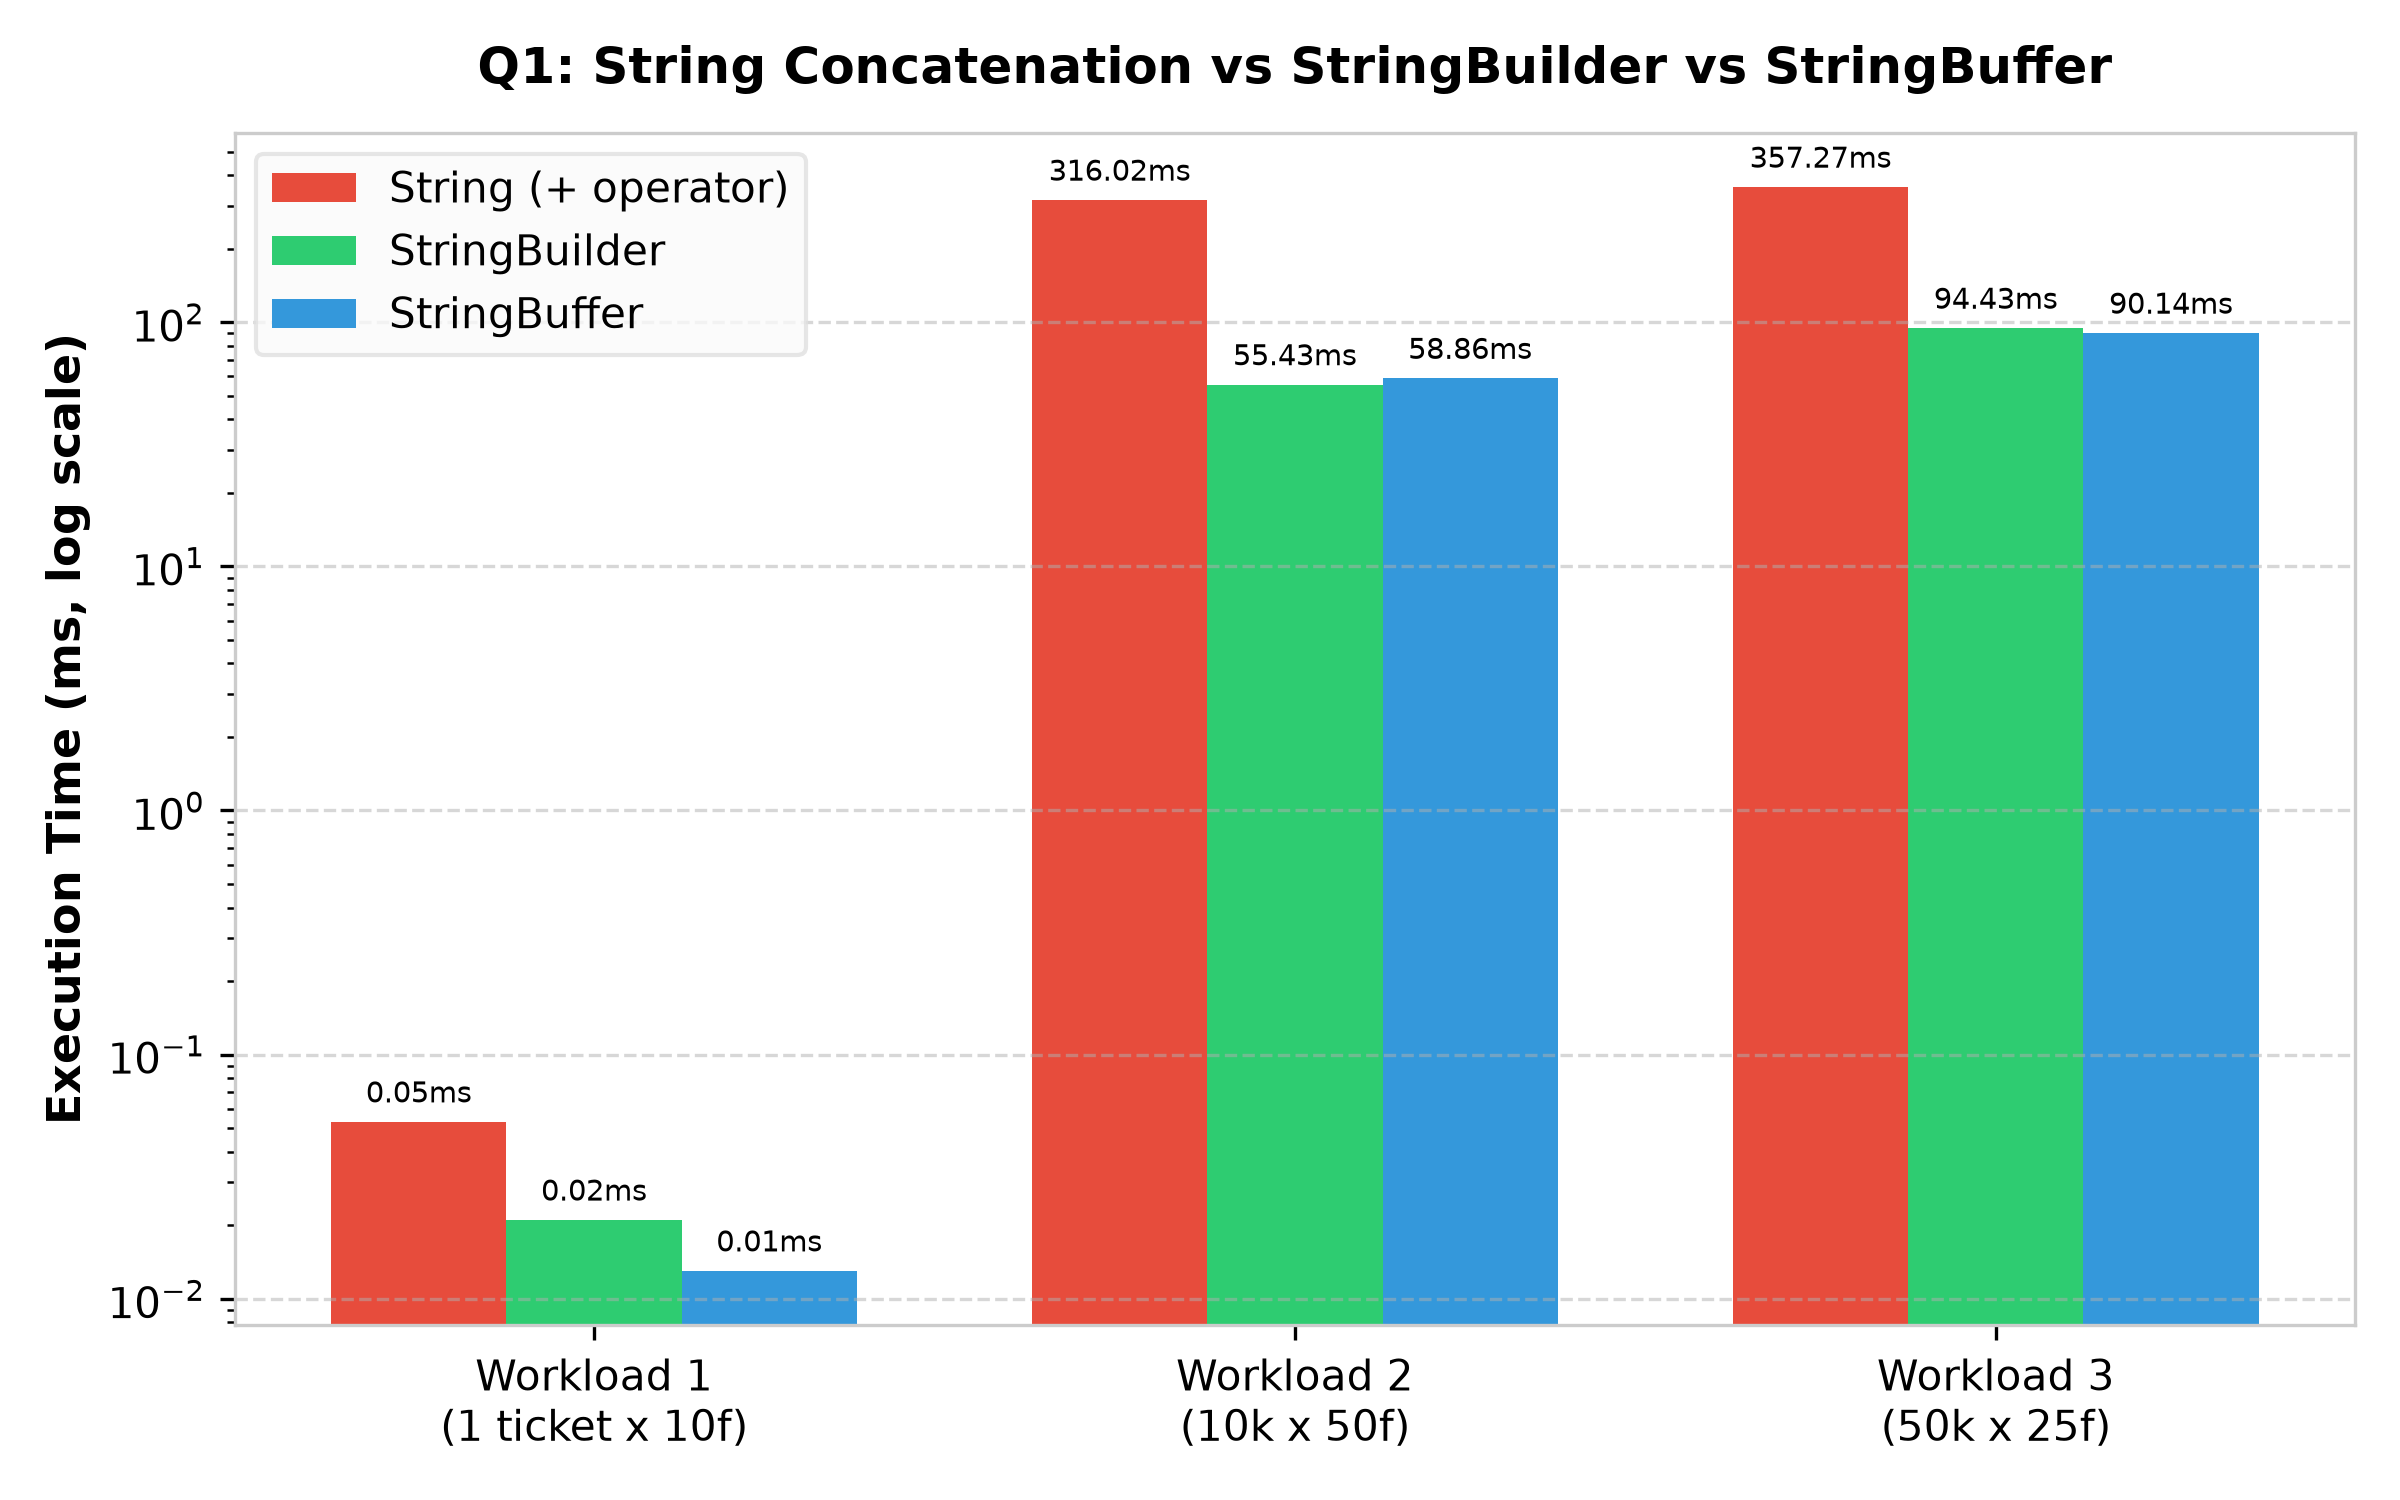 Q1: String Concatenation vs StringBuilder vs StringBuffer
String (+ operator)
StringBuilder
StringBuffer
Execution Time (ms, log scale)
10²
10¹
10⁰
10⁻¹
10⁻²
0.05ms
0.02ms
0.01ms
316.02ms
55.43ms
58.86ms
357.27ms
94.43ms
90.14ms
Workload 1
(1 ticket x 10f)
Workload 2
(10k x 50f)
Workload 3
(50k x 25f)